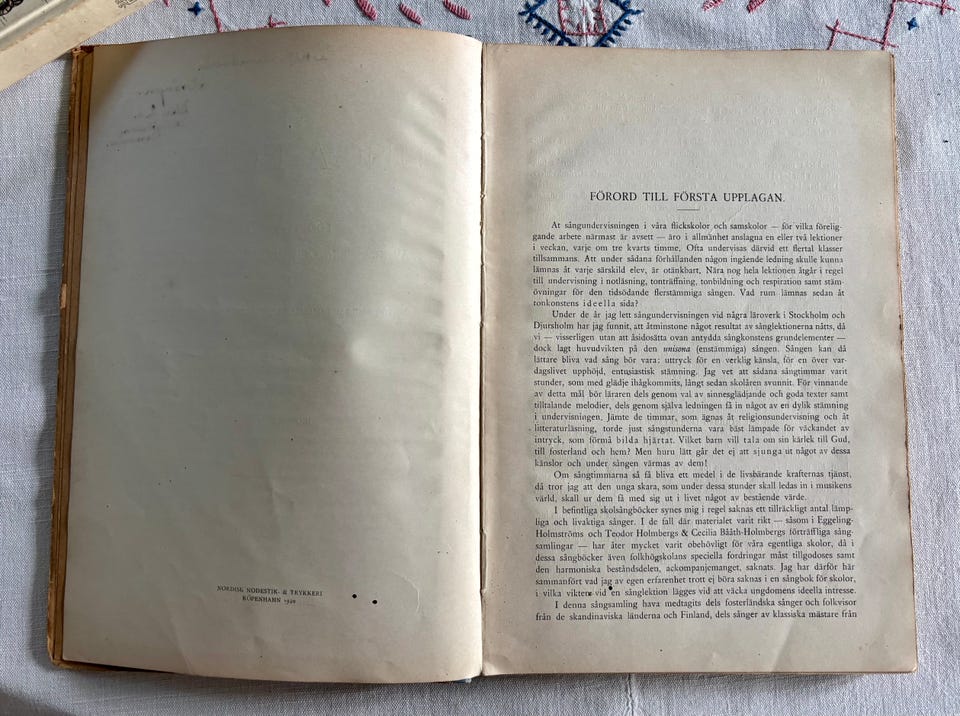 NORDISK NODESTIK- & TRYKKERI
KÖPENHAMN 1920
FÖRORD TILL FÖRSTA UPPLAGAN.
At sångundervisningen i våra flickskolor och samskolor — för vilka förelig-
gande arbete närmast är avsett — äro i allmänhet anslagna en eller två lektioner
i veckan, varje om tre kvarts timme. Ofta undervisas därvid ett flertal klasser
tillsammans. Att under sådana förhållanden någon ingående ledning skulle kunna
lämnas åt varje särskild elev, är otänkbart. Nära nog hela lektionen åtgår i regel
till undervisning i notläsning, tonträffning, tonbildning och respiration samt stäm-
övningar för den tidsödande flerstämmiga sången. Vad rum lämnas sedan åt
tonkonstens ideella sida?
Under de år jag lett sångundervisningen vid några läroverk i Stockholm och
Djursholm har jag funnit, att åtminstone något resultat av sånglektionerna nåtts, då
vi — visserligen utan att åsidosätta ovan antydda sångkonstens grundelementer —
dock lagt huvudvikten på den unisona (enstämmiga) sången. Sången kan då
lättare bliva vad sång bör vara: uttryck för en verklig känsla, för en över var-
dagslivet upphöjd, entusiastisk stämning. Jag vet att sådana sångtimmar varit
stunder, som med glädje ihågkommits, långt sedan skolåren svunnit. För vinnande
av detta mål bör läraren dels genom val av sinnesglädjande och goda texter samt
tilltalande melodier, dels genom själva ledningen få in något av en dylik stämning
i undervisningen. Jämte de timmar, som ägnas åt religionsundervisning och åt
litteraturläsning, torde just sångstunderna vara bäst lämpade för väckandet av
intryck, som förmå bilda hjärtat. Vilket barn vill tala om sin kärlek till Gud,
till fosterland och hem? Men huru lätt går det ej att sjunga ut något av dessa
känslor och under sången värmas av dem!
Om sångtimmarna så få bliva ett medel i de livsbärande krafternas tjänst,
då tror jag att den unga skara, som under dessa stunder skall ledas in i musikens
värld, skall ur dem få med sig ut i livet något av bestående värde.
I befintliga skolsångböcker synes mig i regel saknas ett tillräckligt antal lämp-
liga och livaktiga sånger. I de fall där materialet varit rikt — såsom i Eggeling-
Holmströms och Teodor Holmbergs & Cecilia Bååth-Holmbergs förträffliga sång-
samlingar — har åter mycket varit obehövligt för våra egentliga skolor, då i
dessa sångböcker även folkhögskolans speciella fordringar måst tillgodoses samt
den harmoniska beståndsdelen, ackompanjemanget, saknats. Jag har därför här
sammanfört vad jag av egen erfarenhet trott ej böra saknas i en sångbok för skolor,
i vilka vikten vid en sånglektion lägges vid att väcka ungdomens ideella intresse.
I denna sångsamling hava medtagits dels fosterländska sånger och folkvisor
från de skandinaviska länderna och Finland, dels sånger av klassiska mästare från